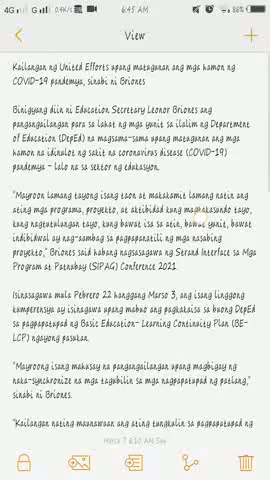 4G
0.4K/s
6:45 AM
86%
View
Kailangan ng United Efforts upang matugunan ang mga hamon ng
COVID-19 pandemya, sinabi ni Briones
Binigyang diin ni Education Secretary Leonor Briones ang
pangangailangan para sa lahat ng mga yunit sa ilalim ng Department
of Education (DepEd) na magsama-sama upang matugunan ang mga
hamon na idinulot ng sakit na coronavirus disease (COVID-19)
pandemya - lalo na sa sektor ng edukasyon.
"Mayroon lamang tayong isang taon at makakamit lamang natin ang
ating mga programa, proyekto, at aktibidad kung magkakasundo tayo,
kung nagtutulungan tayo, kung bawat isa sa atin, bawat yunit, bawat
indibidwal ay nag-aambag sa pagpapanatili ng mga nasabing
proyekto," Briones said habang nagsasagawa ng Strand Interface sa Mga
Program at Patnubay (SIPAG) Conference 2021.
Isinasagawa mula Pebrero 22 hanggang Marso 3, ang isang linggong
kumperensya ay isinagawa upang mabuo ang pagkakaisa sa buong DepEd
sa pagpapatupad ng Basic Education- Learning Continuity Plan (BE-
LCP) ngayong pasukan.
"Mayroong isang makasay na pangangailangan upang magbigay ng
naka-synchronize na mga tagubilin sa mga nagpapatupad ng patlang,"
sinabi ni Briones.
"Kailangan nating maunawaan ang ating tungkulin sa pagpapatupad ng